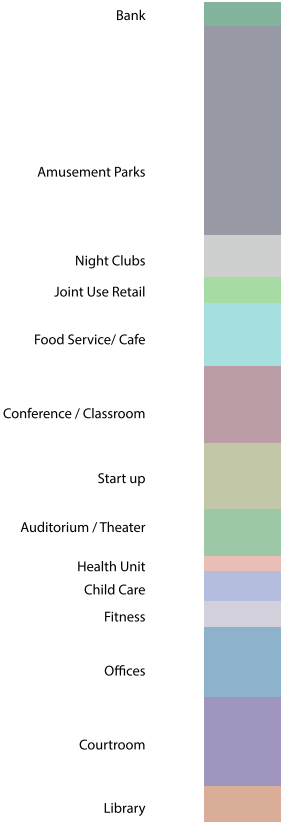 Bank
Amusement Parks
Night Clubs
Joint Use Retail
Food Service/ Cafe
Conference / Classroom
Start up
Auditorium / Theater
Health Unit
Child Care
Fitness
Offices
Courtroom
Library